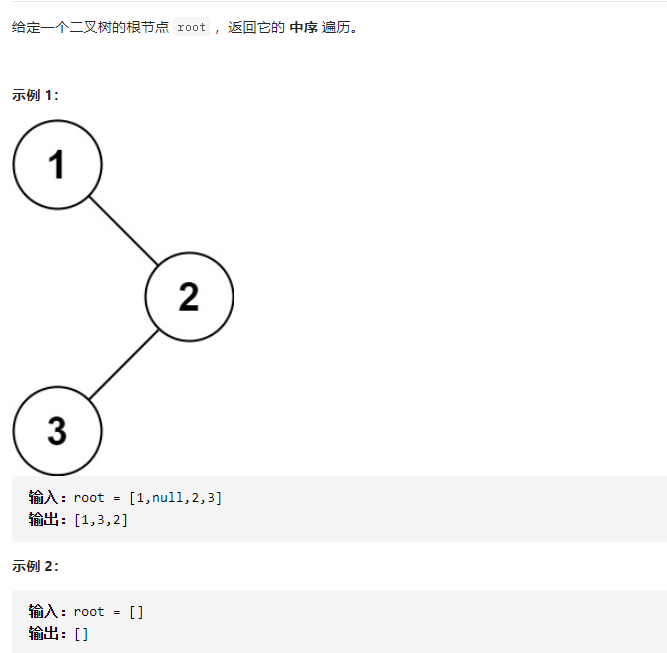 给定一个二叉树的根节点 root ，返回它的 中序 遍历。
示例 1：
1
2
3
输入：root = [1,null,2,3]
输出：[1,3,2]
示例 2：
输入：root = []
输出：[]